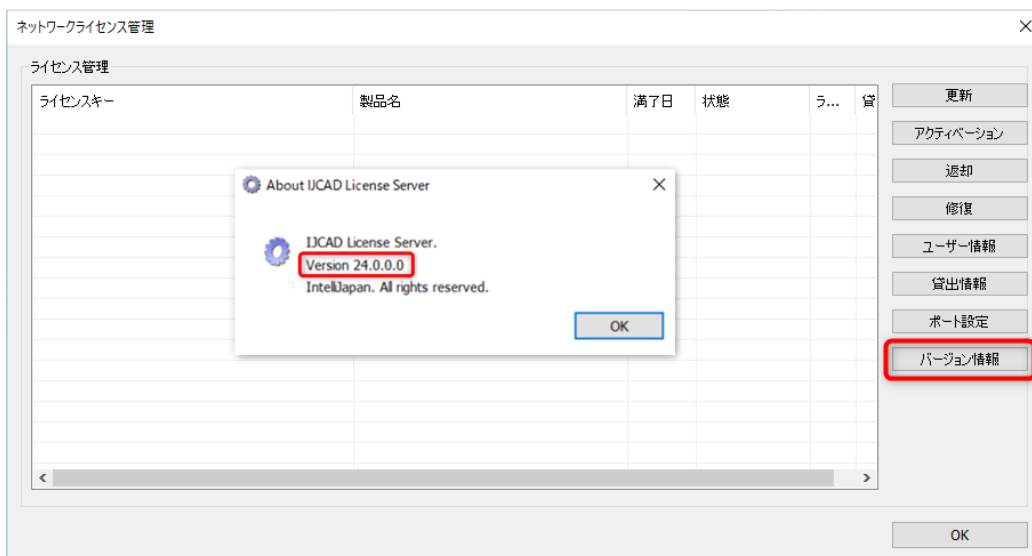 ネットワークライセンス管理
ライセンス管理
ライセンスキー 製品名 満了日 状態 ラ... 貸
更新
アクティベーション
返却
修復
ユーザー情報
貸出情報
ポート設定
バージョン情報
About IJCAD License Server
IJCAD License Server.
Version 24.0.0.0
IntelliJapan. All rights reserved.
OK
OK